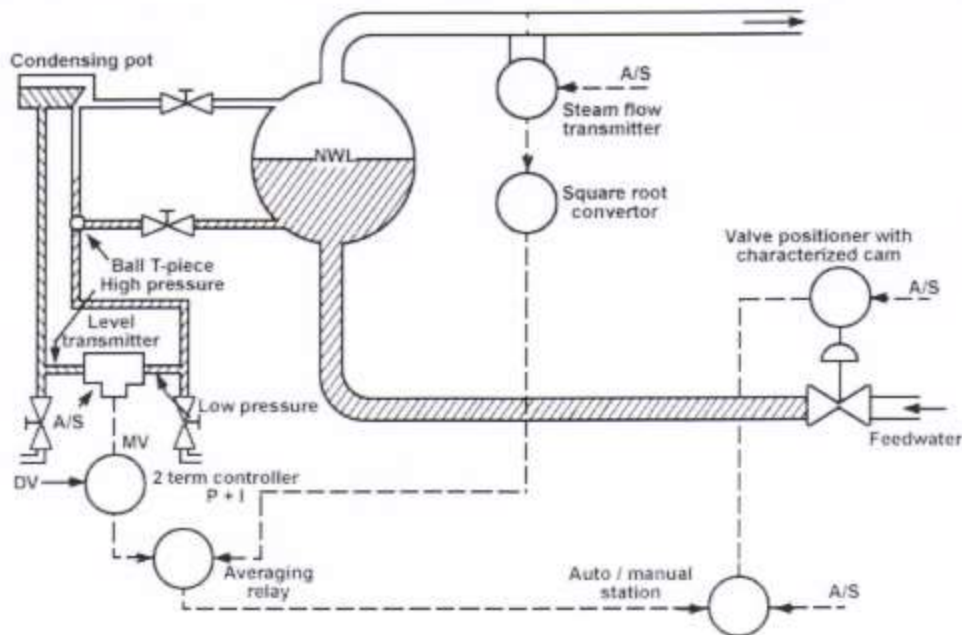 Condensing pot
A/S
Steam flow
transmitter
NWL
Square root
convertor
Valve positioner with
characterized cam
A/S
Ball T-piece
High pressure
Level
transmitter
A/S
Low pressure
Feedwater
MV
DV
2 term controller
P + I
Averaging
relay
Auto / manual
station
A/S